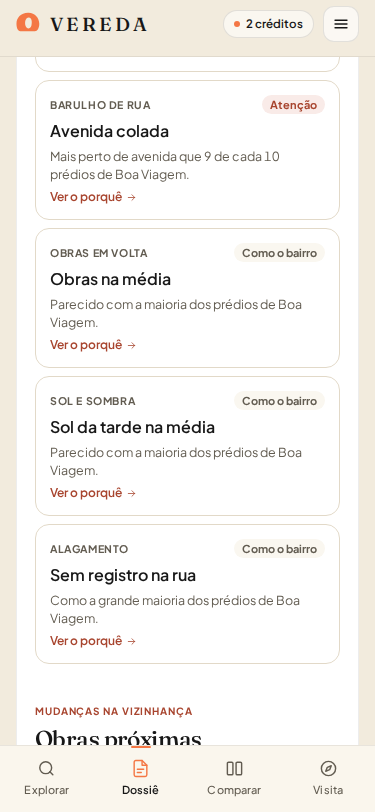 VEREDA
2 créditos
BARULHO DE RUA
Atenção
Avenida colada
Mais perto de avenida que 9 de cada 10
prédios de Boa Viagem.
Ver o porquê →
OBRAS EM VOLTA
Como o bairro
Obras na média
Parecido com a maioria dos prédios de Boa
Viagem.
Ver o porquê →
SOL E SOMBRA
Como o bairro
Sol da tarde na média
Parecido com a maioria dos prédios de Boa
Viagem.
Ver o porquê →
ALAGAMENTO
Como o bairro
Sem registro na rua
Como a grande maioria dos prédios de Boa
Viagem.
Ver o porquê →
MUDANÇAS NA VIZINHANÇA
Obras próximas
Explorar
Dossiê
Comparar
Visita